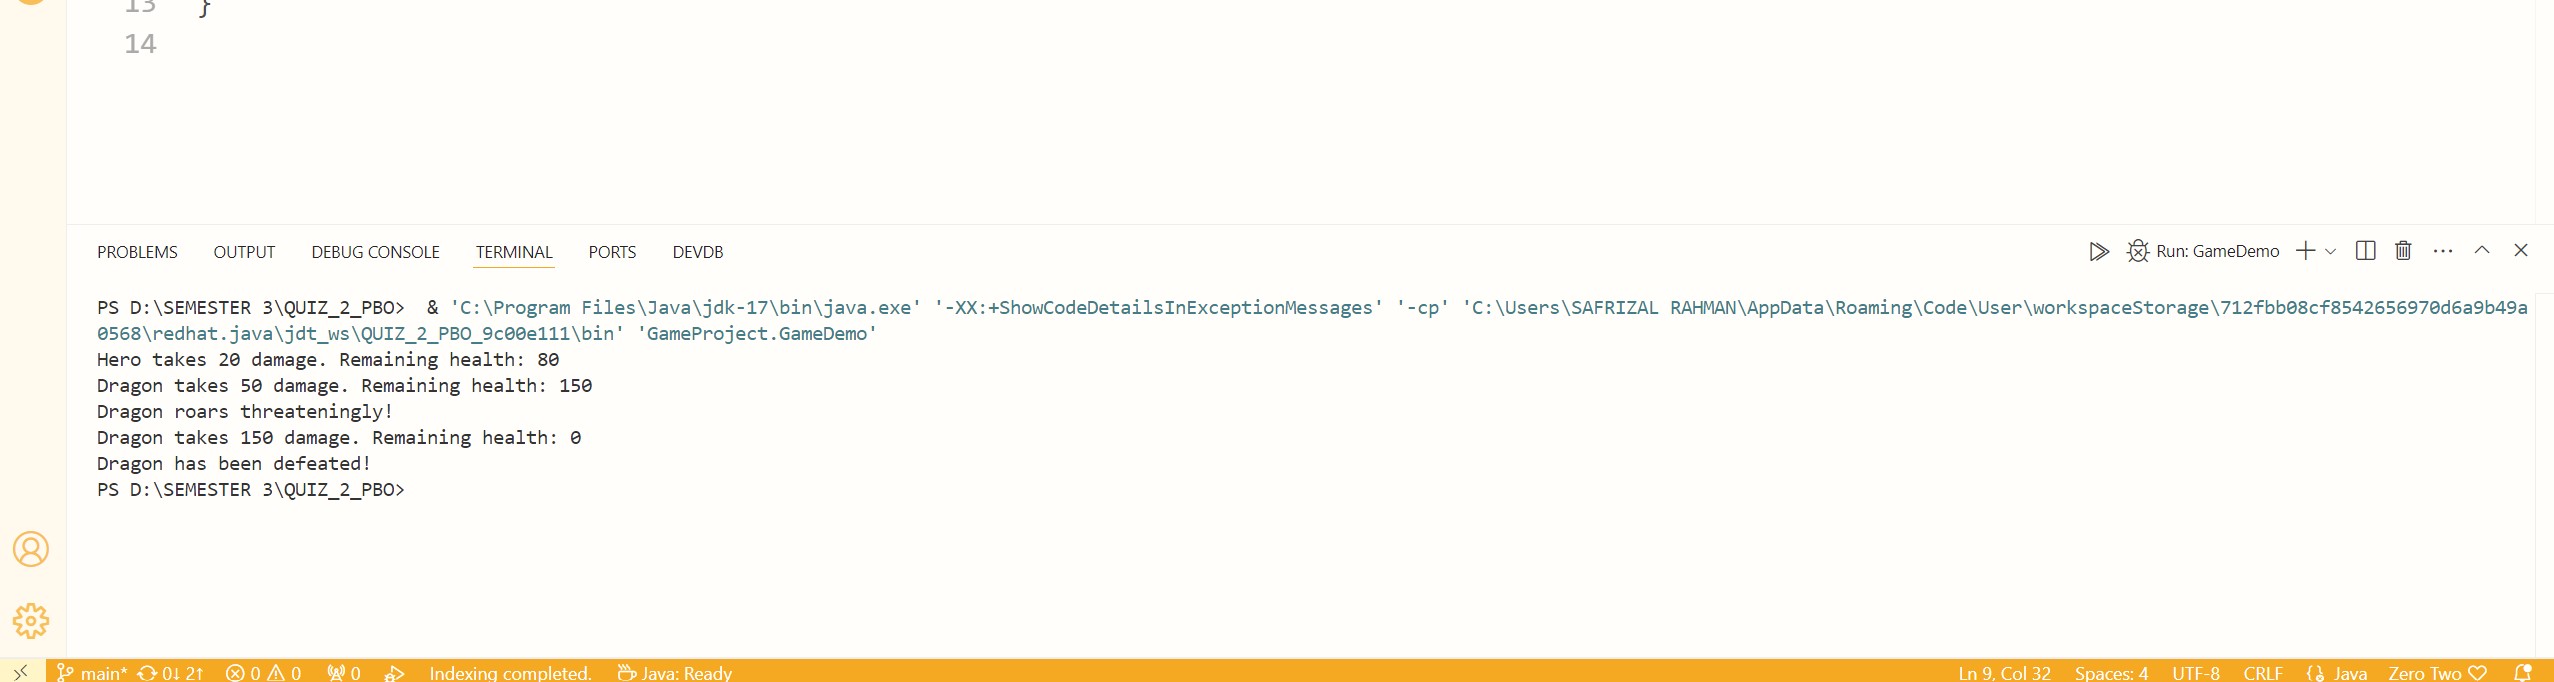 13 }
14
PROBLEMS OUTPUT DEBUG CONSOLE TERMINAL PORTS DEVDB Run: GameDemo
PS D:\SEMESTER 3\QUIZ_2_PBO>  & 'C:\Program Files\Java\jdk-17\bin\java.exe' '-XX:+ShowCodeDetailsInExceptionMessages' '-cp' 'C:\Users\SAFRIZAL RAHMAN\AppData\Roaming\Code\User\workspaceStorage\712fbb08cf8542656970d6a9b49a
0568\redhat.java\jdt_ws\QUIZ_2_PBO_9c00e111\bin' 'GameProject.GameDemo'
Hero takes 20 damage. Remaining health: 80
Dragon takes 50 damage. Remaining health: 150
Dragon roars threateningly!
Dragon takes 150 damage. Remaining health: 0
Dragon has been defeated!
PS D:\SEMESTER 3\QUIZ_2_PBO>
main* 0↓ 2↑ 0 0 0 Indexing completed. Java: Ready Ln 9, Col 32 Spaces: 4 UTF-8 CRLF Java Zero Two